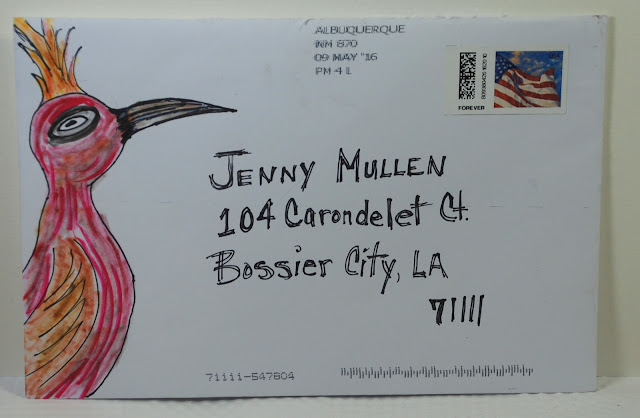 ALBUQUERQUE
NM 870
09 MAY '16
PM 4 L
FOREVER
JENNY MULLEN
104 Carondelet Ct.
Bossier City, LA
71111
71111-547804